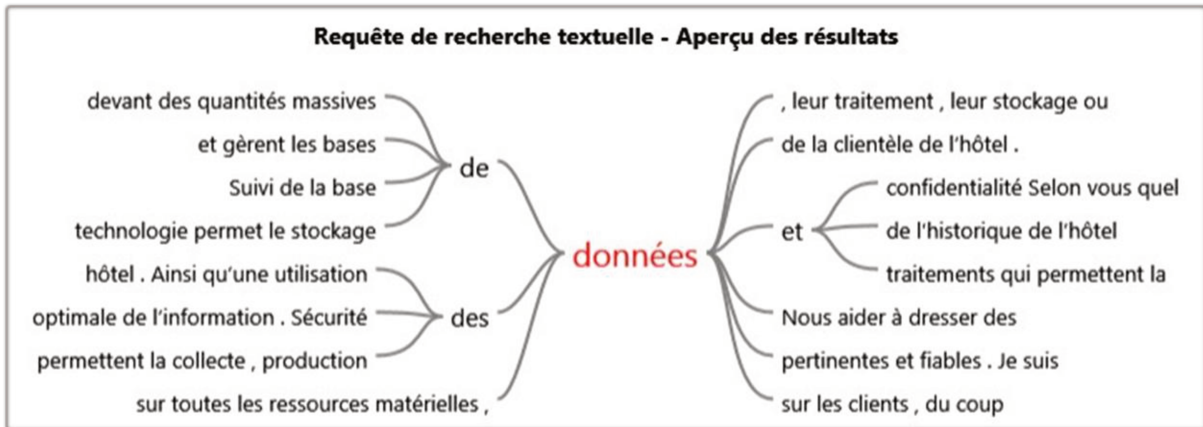 Requête de recherche textuelle - Aperçu des résultats
devant des quantités massives
et gèrent les bases
Suivi de la base
technologie permet le stockage
de
hôtel . Ainsi qu'une utilisation
optimale de l'information . Sécurité
permettent la collecte , production
des
sur toutes les ressources matérielles ,
données
, leur traitement , leur stockage ou
de la clientèle de l'hôtel .
et
confidentialité Selon vous quel
de l'historique de l'hôtel
traitements qui permettent la
Nous aider à dresser des
pertinentes et fiables . Je suis
sur les clients , du coup